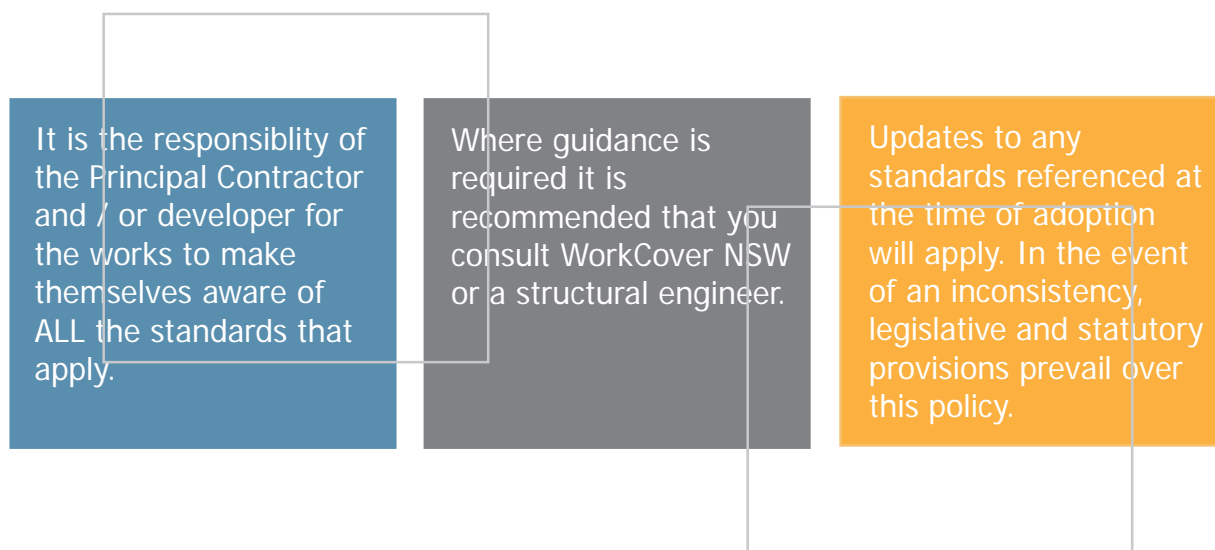 It is the responsiblity of
the Principal Contractor
and / or developer for
the works to make
themselves aware of
ALL the standards that
apply.
Where guidance is
required it is
recommended that you
consult WorkCover NSW
or a structural engineer.
Updates to any
standards referenced at
the time of adoption
will apply. In the event
of an inconsistency,
legislative and statutory
provisions prevail over
this policy.